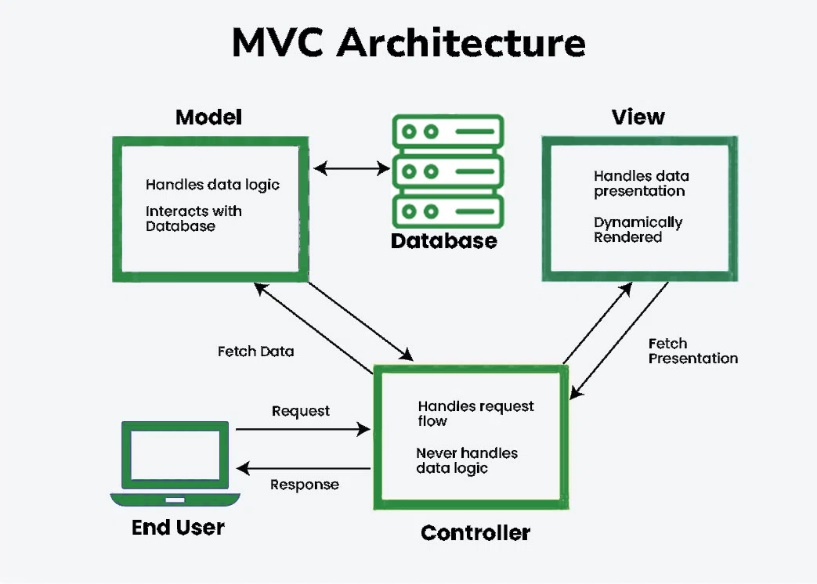 MVC Architecture
Model
Handles data logic
Interacts with
Database
Database
View
Handles data
presentation
Dynamically
Rendered
Fetch Data
Fetch
Presentation
Request
Response
End User
Handles request
flow
Never handles
data logic
Controller